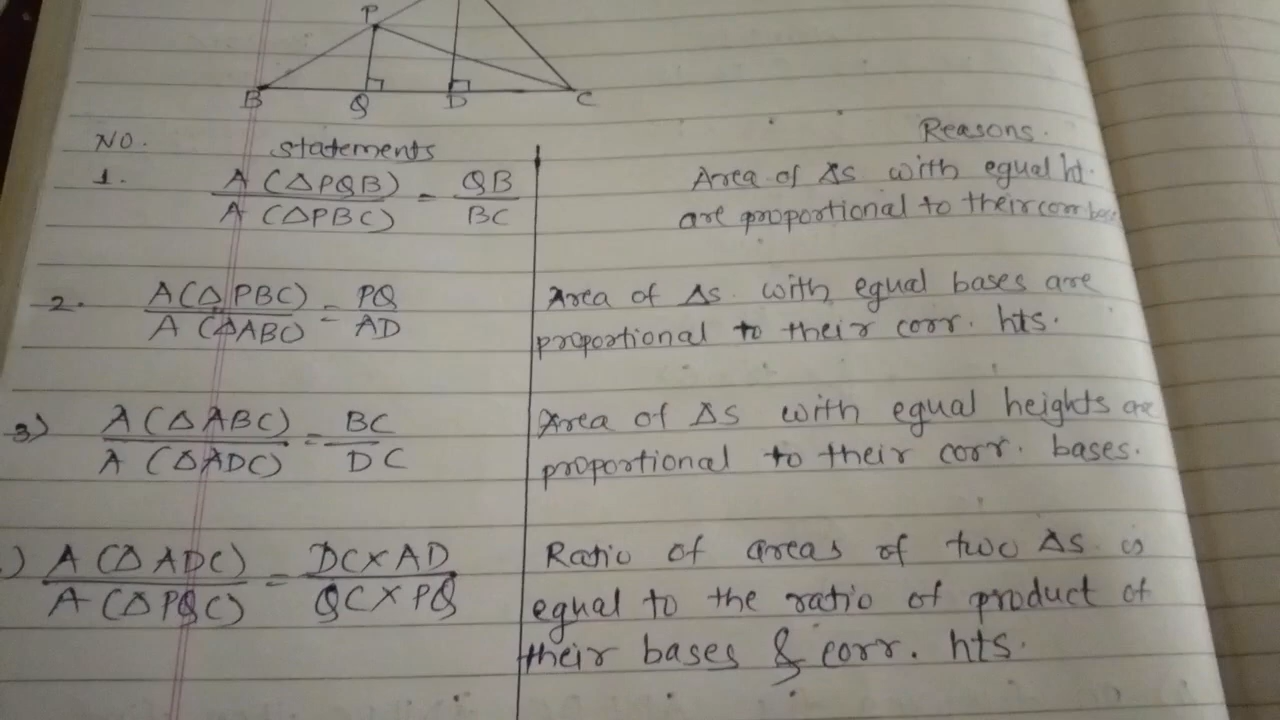 P
B Q D C
NO. statements Reasons.
1. A (△PQB) / A (△PBC) = QB / BC Area of △s with equal ht.
are proportional to their corr bases
2. A(△PBC) / A (△ABC) = PQ / AD Area of △s. with equal bases are
proportional to their corr. hts.
3) A (△ABC) / A (△ADC) = BC / DC Area of △s with equal heights are
proportional to their corr. bases.
) A (△ADC) / A (△PQC) = DC×AD / QC×PQ Ratio of areas of two △s. is
equal to the ratio of product of
their bases & corr. hts.